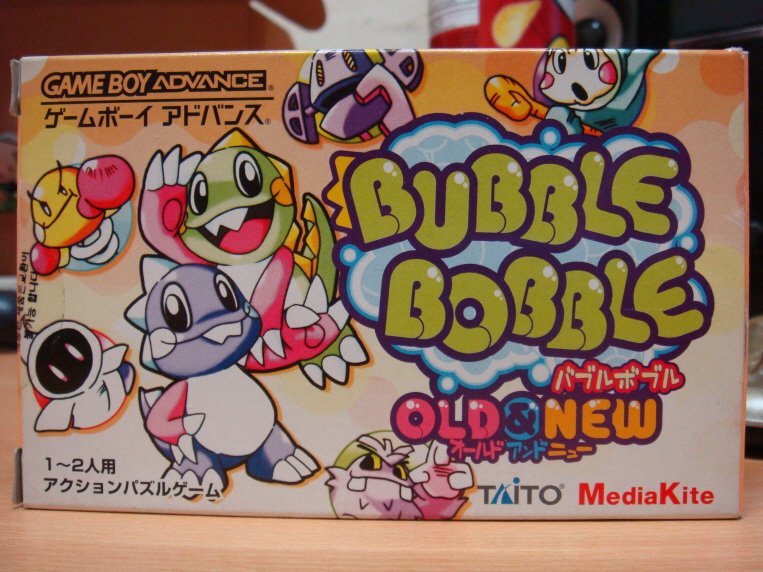 GAME BOY ADVANCE
ゲームボーイ アドバンス
BUBBLE
BOBBLE
バブルボブル
OLD & NEW
オールド アンド ニュー
1～2人用
アクションパズルゲーム
TAITO®
MediaKite